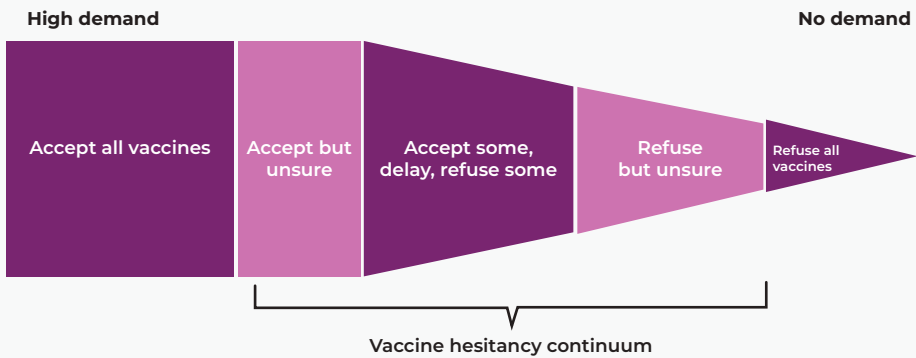 High demand
No demand
Accept all vaccines
Accept but
unsure
Accept some,
delay, refuse some
Refuse
but unsure
Refuse all
vaccines
Vaccine hesitancy continuum